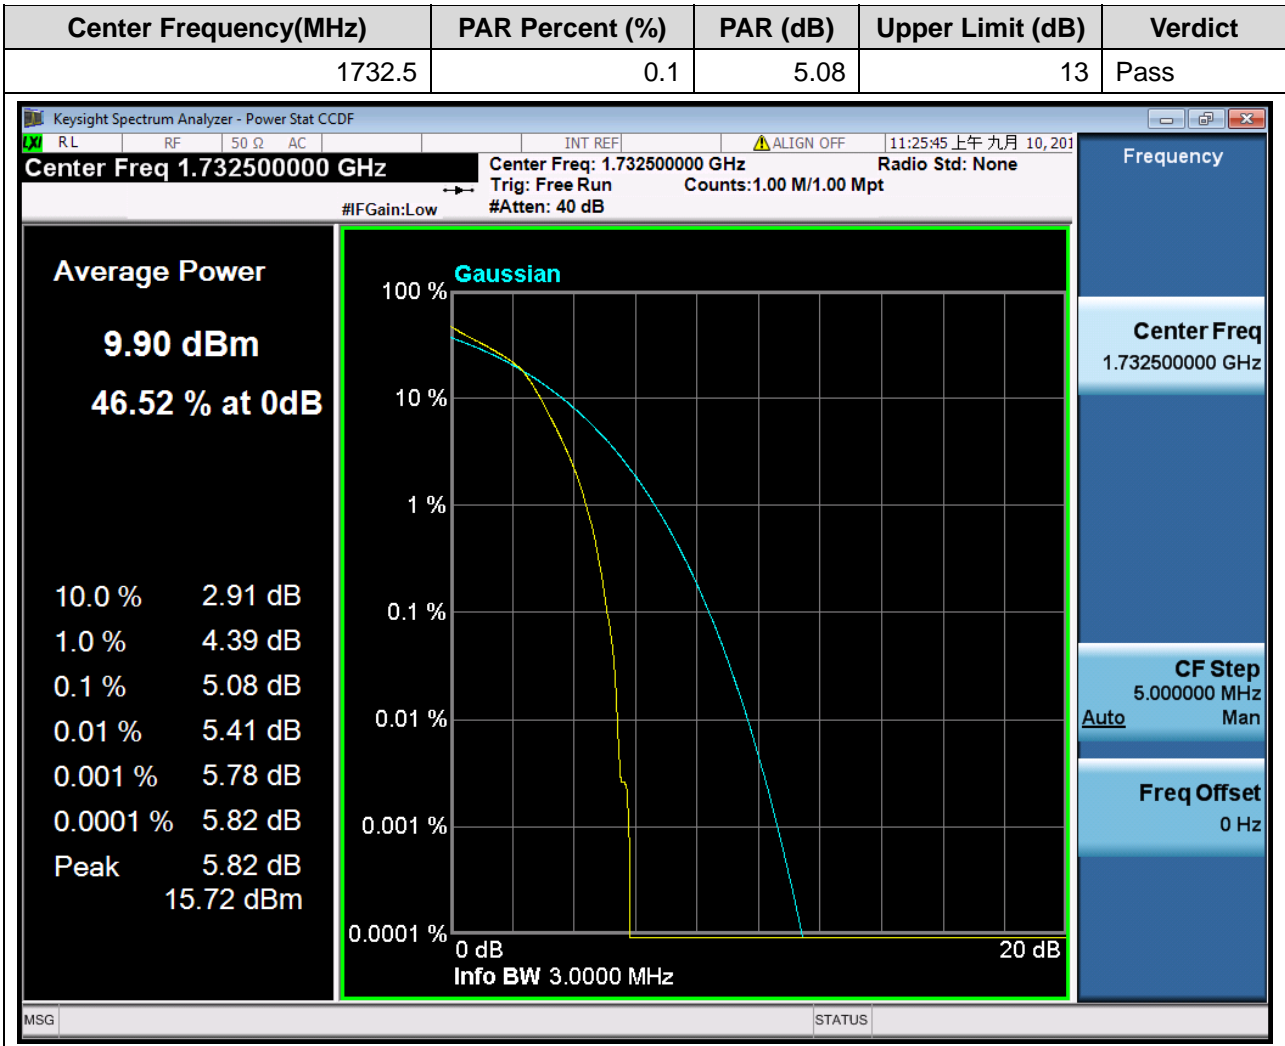 Center Frequency(MHz) PAR Percent (%) PAR (dB) Upper Limit (dB) Verdict
1732.5 0.1 5.08 13 Pass
Keysight Spectrum Analyzer - Power Stat CCDF
LXI RL RF 50 Ω AC INT REF ALIGN OFF 11:25:45 上午 九月 10, 201
Center Freq 1.732500000 GHz
#IFGain:Low
Center Freq: 1.732500000 GHz Radio Std: None
Trig: Free Run Counts:1.00 M/1.00 Mpt
#Atten: 40 dB
Average Power
9.90 dBm
46.52 % at 0dB
10.0 % 2.91 dB
1.0 % 4.39 dB
0.1 % 5.08 dB
0.01 % 5.41 dB
0.001 % 5.78 dB
0.0001 % 5.82 dB
Peak 5.82 dB
15.72 dBm
Gaussian
100 %
10 %
1 %
0.1 %
0.01 %
0.001 %
0.0001 %
0 dB 20 dB
Info BW 3.0000 MHz
Frequency
Center Freq
1.732500000 GHz
CF Step
5.000000 MHz
Auto Man
Freq Offset
0 Hz
MSG STATUS